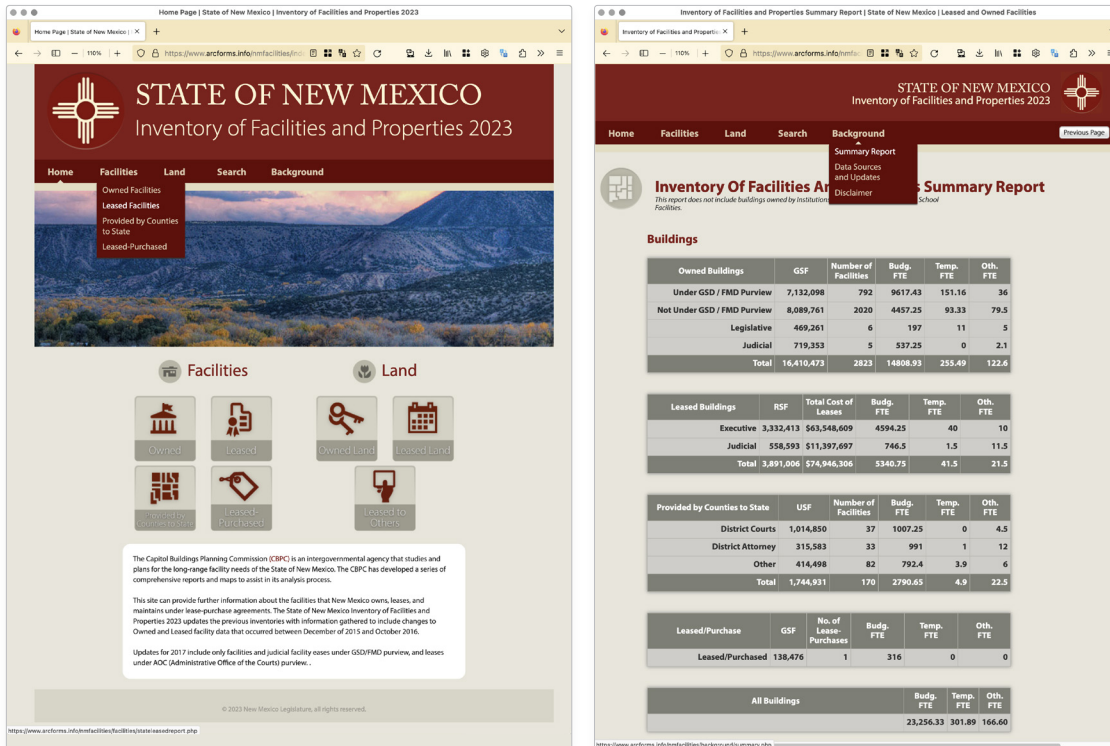 Home Page | State of New Mexico | Inventory of Facilities and Properties 2023
Home Page | State of New Mexico | I
110%
https://www.arcforms.info/nmfacilities/ind
STATE OF NEW MEXICO
Inventory of Facilities and Properties 2023
Home Facilities Land Search Background
Owned Facilities
Leased Facilities
Provided by Counties
to State
Leased-Purchased
Facilities
Land
Owned Leased Owned Land Leased Land
Provided by
Counties to State
Leased-
Purchased
Leased to
Others
The Capitol Buildings Planning Commission (CBPC) is an intergovernmental agency that studies and
plans for the long-range facility needs of the State of New Mexico. The CBPC has developed a series of
comprehensive reports and maps to assist in its analysis process.
This site can provide further information about the facilities that New Mexico owns, leases, and
maintains under lease-purchase agreements. The State of New Mexico Inventory of Facilities and
Properties 2023 updates the previous inventories with information gathered to include changes to
Owned and Leased facility data that occurred between December of 2015 and October 2016.
Updates for 2017 include only facilities and judicial facility eases under GSD/FMD purview, and leases
under AOC (Administrative Office of the Courts) purview. .
© 2023 New Mexico Legislature, all rights reserved.
https://www.arcforms.info/nmfacilities/facilities/stateleasedreport.php
Inventory of Facilities and Properties Summary Report | State of New Mexico | Leased and Owned Facilities
Inventory of Facilities and Propertie
110%
https://www.arcforms.info/nmfac
STATE OF NEW MEXICO
Inventory of Facilities and Properties 2023
Home Facilities Land Search Background
Previous Page
Summary Report
Data Sources
and Updates
Disclaimer
Inventory Of Facilities A s Summary Report
This report does not include buildings owned by Institution School
Facilities.
Buildings
Owned Buildings GSF Number of Facilities Budg. FTE Temp. FTE Oth. FTE
Under GSD / FMD Purview 7,132,098 792 9617.43 151.16 36
Not Under GSD / FMD Purview 8,089,761 2020 4457.25 93.33 79.5
Legislative 469,261 6 197 11 5
Judicial 719,353 5 537.25 0 2.1
Total 16,410,473 2823 14808.93 255.49 122.6
Leased Buildings RSF Total Cost of Leases Budg. FTE Temp. FTE Oth. FTE
Executive 3,332,413 $63,548,609 4594.25 40 10
Judicial 558,593 $11,397,697 746.5 1.5 11.5
Total 3,891,006 $74,946,306 5340.75 41.5 21.5
Provided by Counties to State USF Number of Facilities Budg. FTE Temp. FTE Oth. FTE
District Courts 1,014,850 37 1007.25 0 4.5
District Attorney 315,583 33 991 1 12
Other 414,498 82 792.4 3.9 6
Total 1,744,931 170 2790.65 4.9 22.5
Leased/Purchase GSF No. of Lease-Purchases Budg. FTE Temp. FTE Oth. FTE
Leased/Purchased 138,476 1 316 0 0
All Buildings Budg. FTE Temp. FTE Oth. FTE
23,256.33 301.89 166.60
https://www.arcforms.info/nmfacilities/background/summary.php